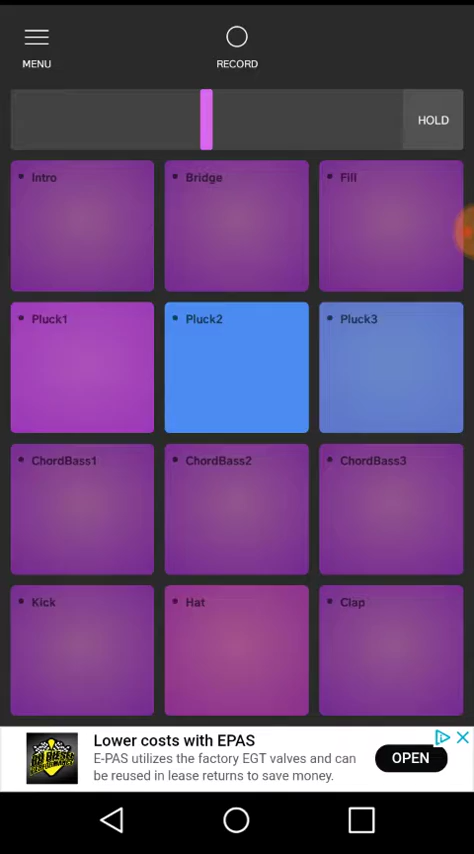 MENU
RECORD
HOLD
Intro
Bridge
Fill
Pluck1
Pluck2
Pluck3
ChordBass1
ChordBass2
ChordBass3
Kick
Hat
Clap
Lower costs with EPAS
E-PAS utilizes the factory EGT valves and can
be reused in lease returns to save money.
OPEN